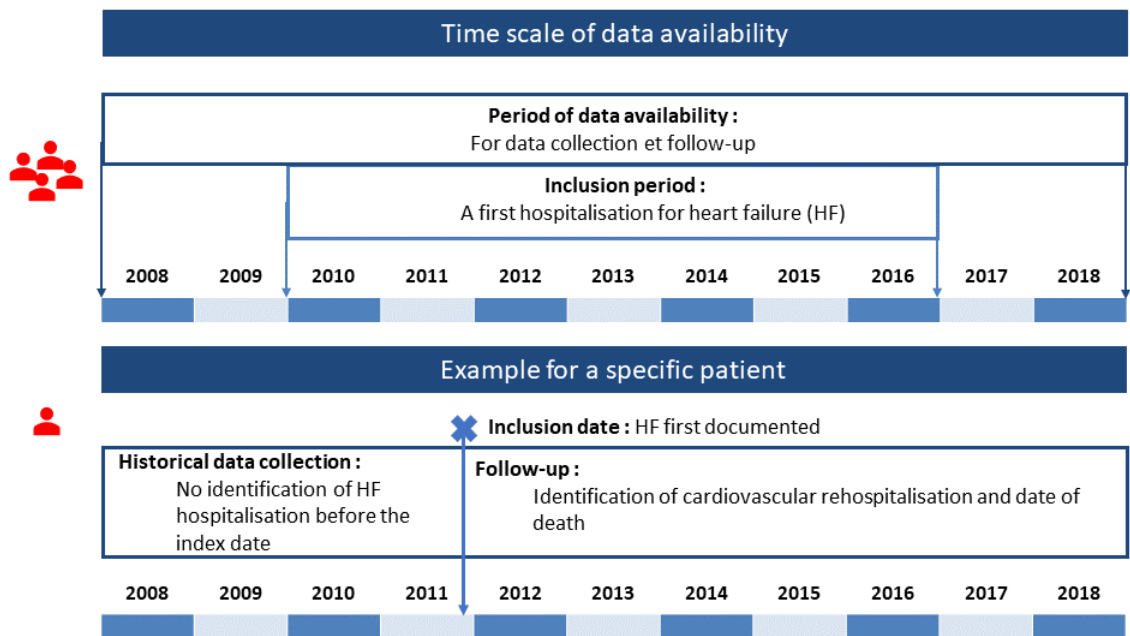 Time scale of data availability
Period of data availability :
For data collection et follow-up
Inclusion period :
A first hospitalisation for heart failure (HF)
2008 2009 2010 2011 2012 2013 2014 2015 2016 2017 2018
Example for a specific patient
Inclusion date : HF first documented
Historical data collection :
No identification of HF
hospitalisation before the
index date
Follow-up :
Identification of cardiovascular rehospitalisation and date of
death
2008 2009 2010 2011 2012 2013 2014 2015 2016 2017 2018